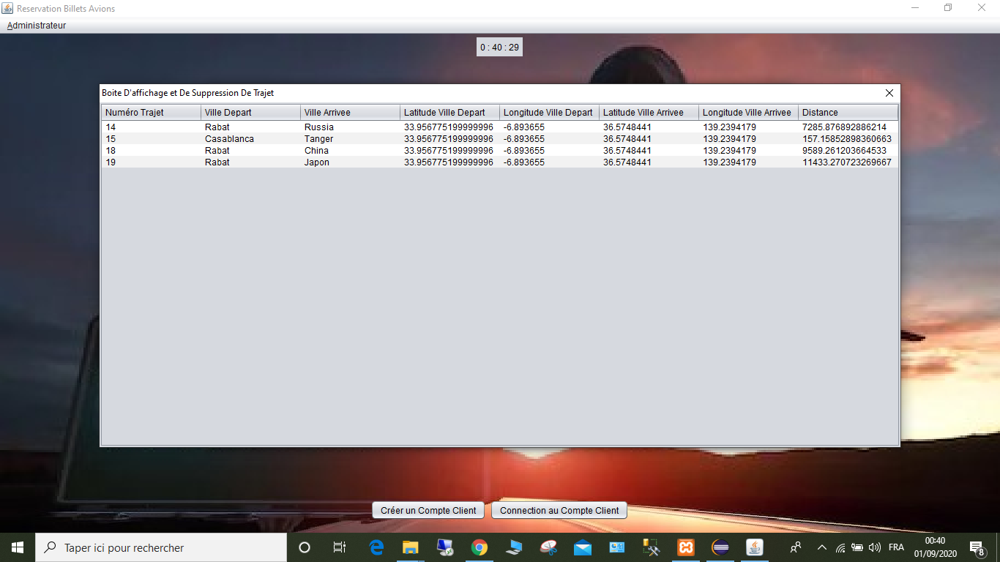 Reservation Billets Avions
Administrateur
0 : 40 : 29
Boite D'affichage et De Suppression De Trajet
Numéro Trajet Ville Depart Ville Arrivee Latitude Ville Depart Longitude Ville Depart Latitude Ville Arrivee Longitude Ville Arrivee Distance
14 Rabat Russia 33.956775199999996 -6.893655 36.5748441 139.2394179 7285.876892886214
15 Casablanca Tanger 33.956775199999996 -6.893655 36.5748441 139.2394179 157.15852898360663
18 Rabat China 33.956775199999996 -6.893655 36.5748441 139.2394179 9589.261203664533
19 Rabat Japon 33.956775199999996 -6.893655 36.5748441 139.2394179 11433.270723269667
Créer un Compte Client Connection au Compte Client
Taper ici pour rechercher
FRA
00:40
01/09/2020
8